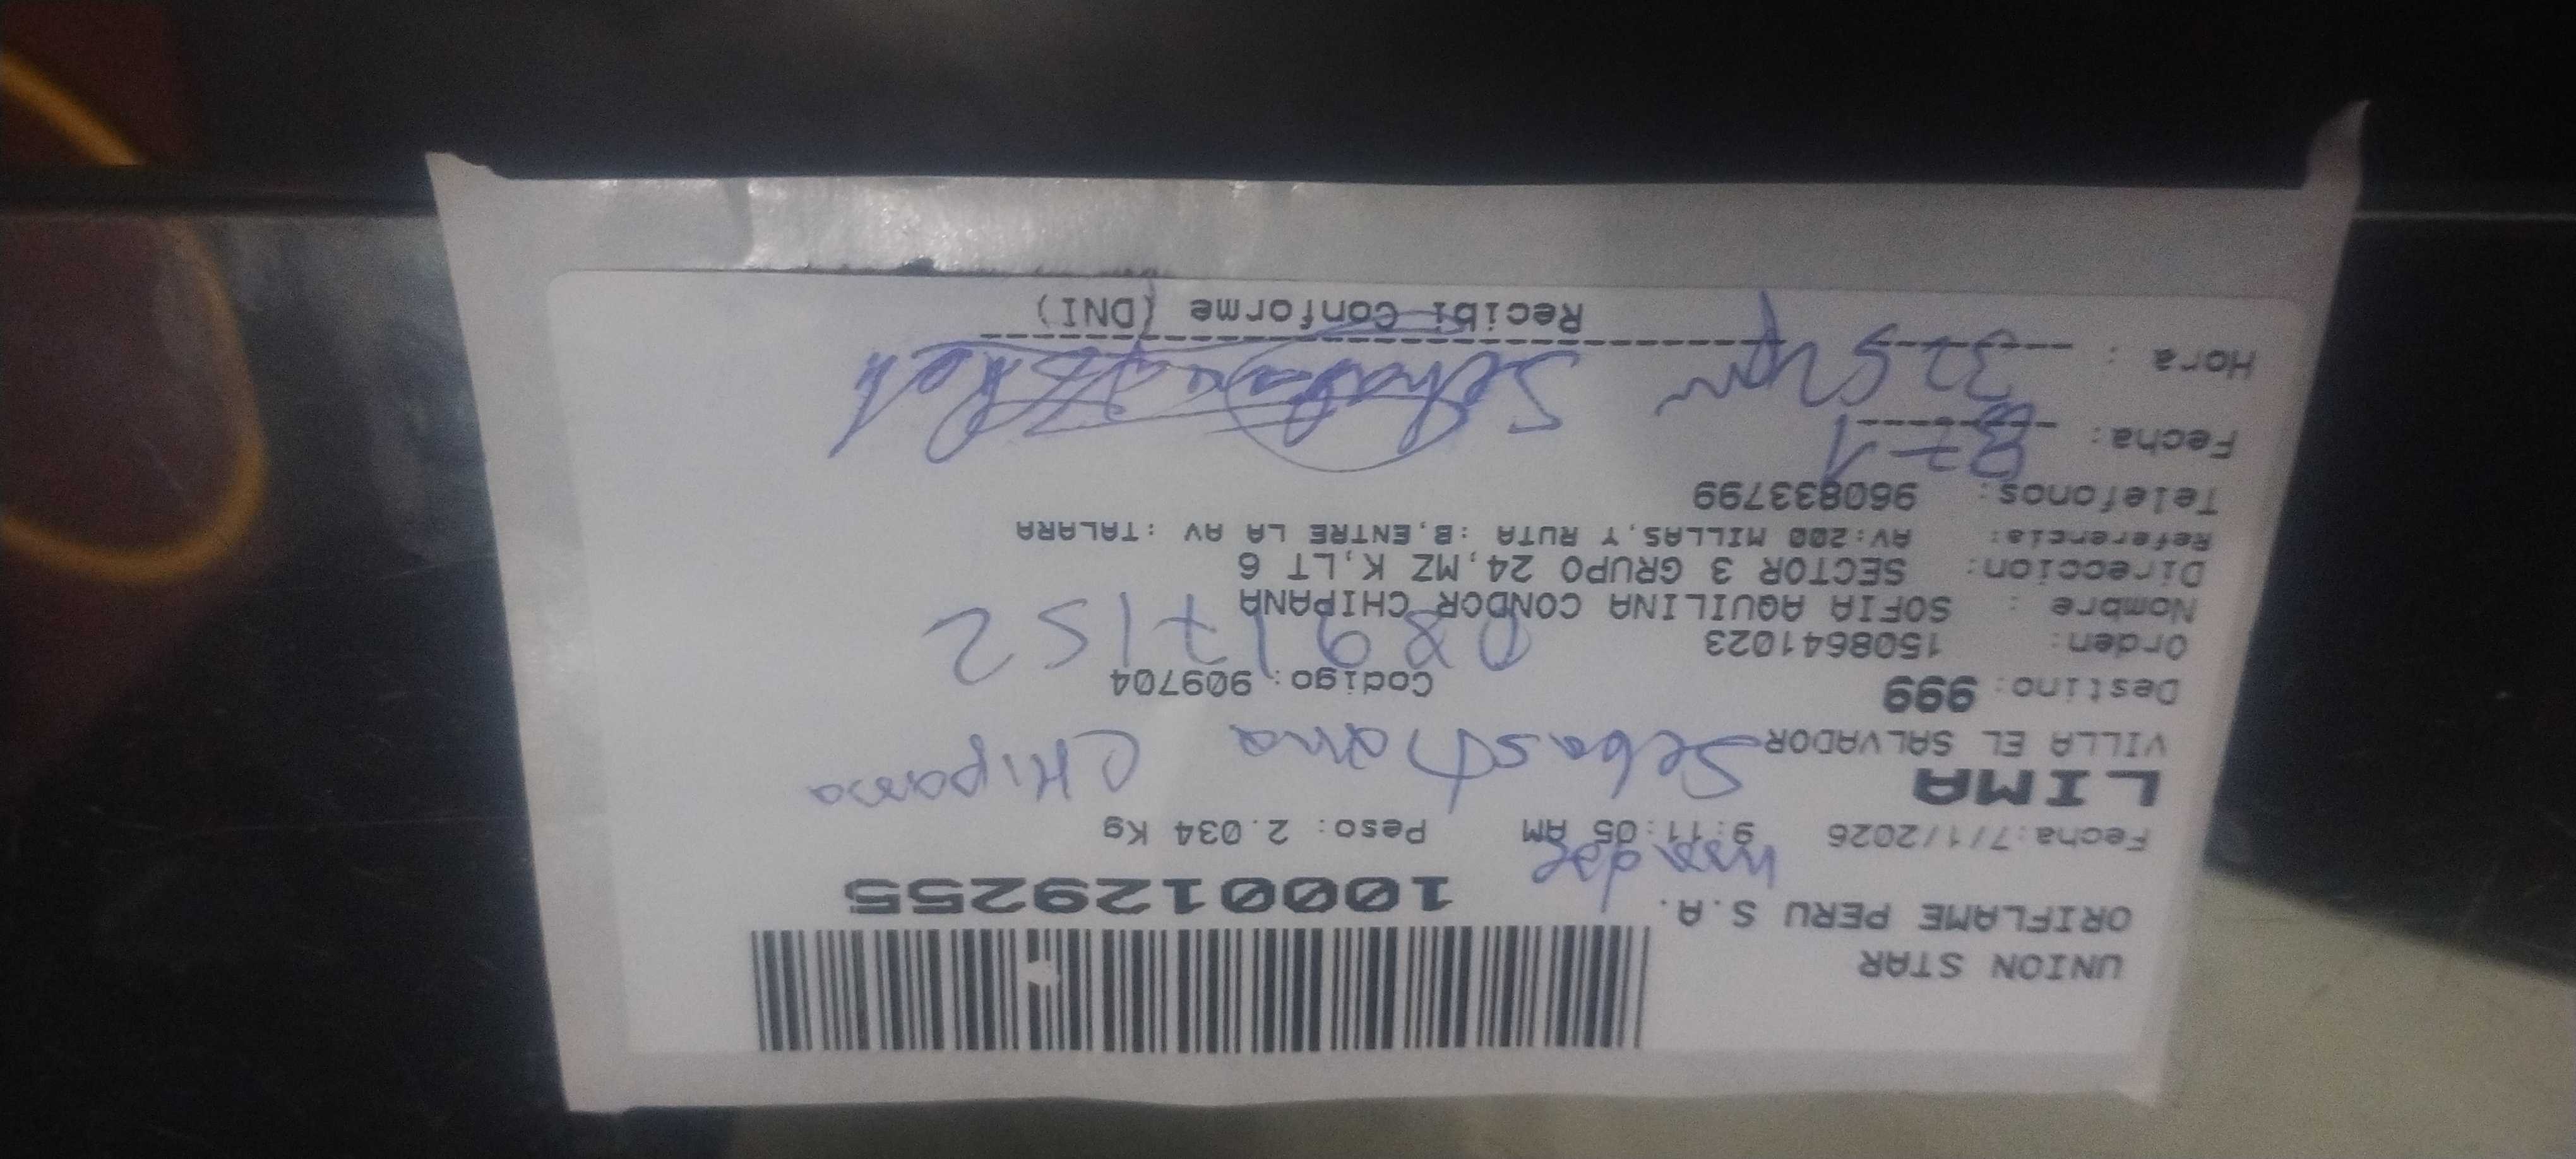 UNION STAR
ORIFLAME PERU S.A.
1000129255
Fecha:7/1/2026 9:11:05 AM Peso: 2.034 Kg
LIMA
VILLA EL SALVADOR
Sebastiana CHipana
Destino: 999 Codigo: 909704
08917152
Orden: 1508641023
Nombre : SOFIA AQUILINA CONDOR CHIPANA
Direccion: SECTOR 3 GRUPO 24,MZ K,LT 6
Referencia: AV:200 MILLAS,Y RUTA :B,ENTRE LA AV :TALARA
Telefonos: 960833799
Fecha:
Hora :
Recibi Conforme (DNI)